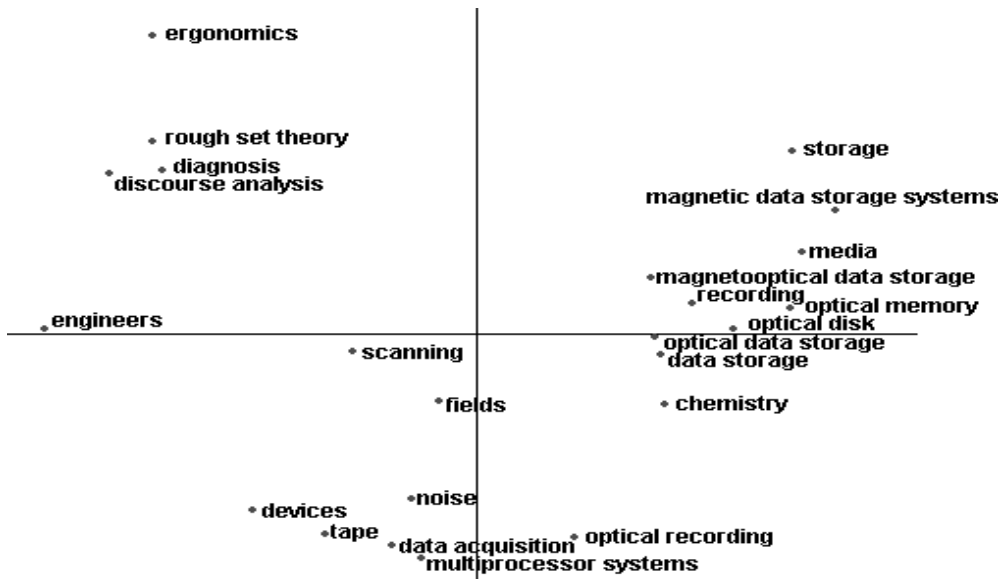 ergonomics
rough set theory
storage
diagnosis
discourse analysis
magnetic data storage systems
media
magnetooptical data storage
recording
optical memory
engineers
optical disk
optical data storage
scanning
data storage
fields
chemistry
noise
devices
tape
optical recording
data acquisition
multiprocessor systems